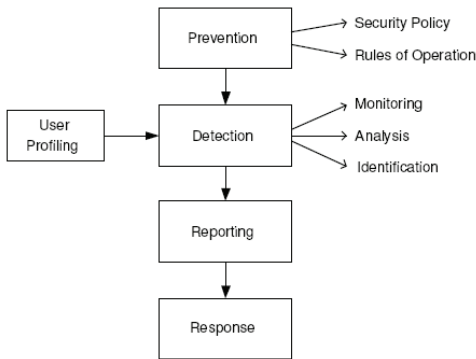 Prevention
Security Policy
Rules of Operation
User
Profiling
Detection
Monitoring
Analysis
Identification
Reporting
Response